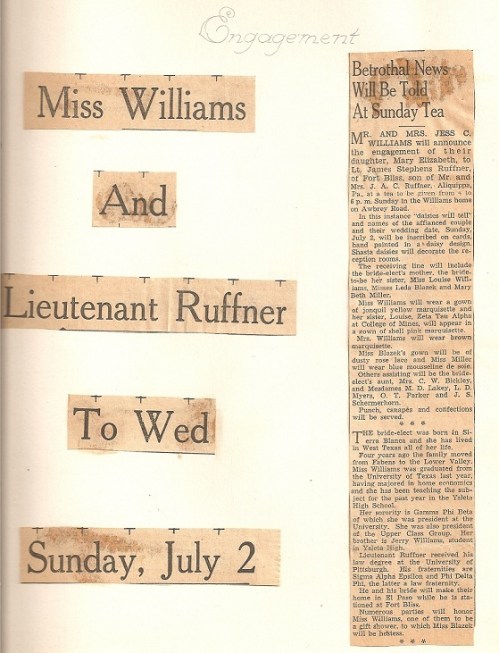 Engagement
Miss Williams
And
Lieutenant Ruffner
To Wed
Sunday, July 2
Betrothal News
Will Be Told
At Sunday Tea
MR. AND MRS. JESS C.
WILLIAMS will announce
the engagement of their
daughter, Mary Elizabeth, to
Lt. James Stephens Ruffner,
of Fort Bliss, son of Mr. and
Mrs. J. A. C. Ruffner, Aliquippa,
Pa., at a tea to be given from 4 to
6 p. m. Sunday in the Williams home
on Awbrey Road.
In this instance "daisies will tell"
and names of the affianced couple
and their wedding date, Sunday,
July 2, will be inscribed on cards,
hand painted in a daisy design.
Shasta daisies will decorate the re-
ception rooms.
The receiving line will include
the bride-elect's mother, the bride-
to-be, her sister, Miss Louise Willi-
ams, Misses Leda Blazek and Mary
Beth Miller.
Miss Williams will wear a gown
of jonquil yellow marquisette and
her sister, Louise, Zeta Tau Alpha
at College of Mines, will appear in
a gown of shell pink marquisette.
Mrs. Williams will wear brown
marquisette.
Miss Blazek's gown will be of
dusty rose lace and Miss Miller
will wear blue mousseline de soie.
Others assisting will be the bride-
elect's aunt, Mrs. C. W. Bickley,
and Mesdames M. D. Lakey, L. D.
Myers, O. T. Parker and J. S.
Schermerhorn.
Punch, canapés and confections
will be served.
* * *
THE bride-elect was born in Si-
erra Blanca and she has lived
in West Texas all of her life.
Four years ago the family moved
from Fabens to the Lower Valley.
Miss Williams was graduated from
the University of Texas last year,
having majored in home economics
and she has been teaching the sub-
ject for the past year in the Ysleta
High School.
Her sorority is Gamma Phi Beta
of which she was president at the
University. She was also president
of the Upper Class Group. Her
brother is Jerry Williams, student
in Ysleta High.
Lieutenant Ruffner received his
law degree at the University of
Pittsburgh. His fraternities are
Sigma Alpha Epsilon and Phi Delta
Phi, the latter a law fraternity.
He and his bride will make their
home in El Paso while he is sta-
tioned at Fort Bliss.
Numerous parties will honor
Miss Williams, one of them to be
a gift shower, to which Miss Blazek
will be hostess.
* * *